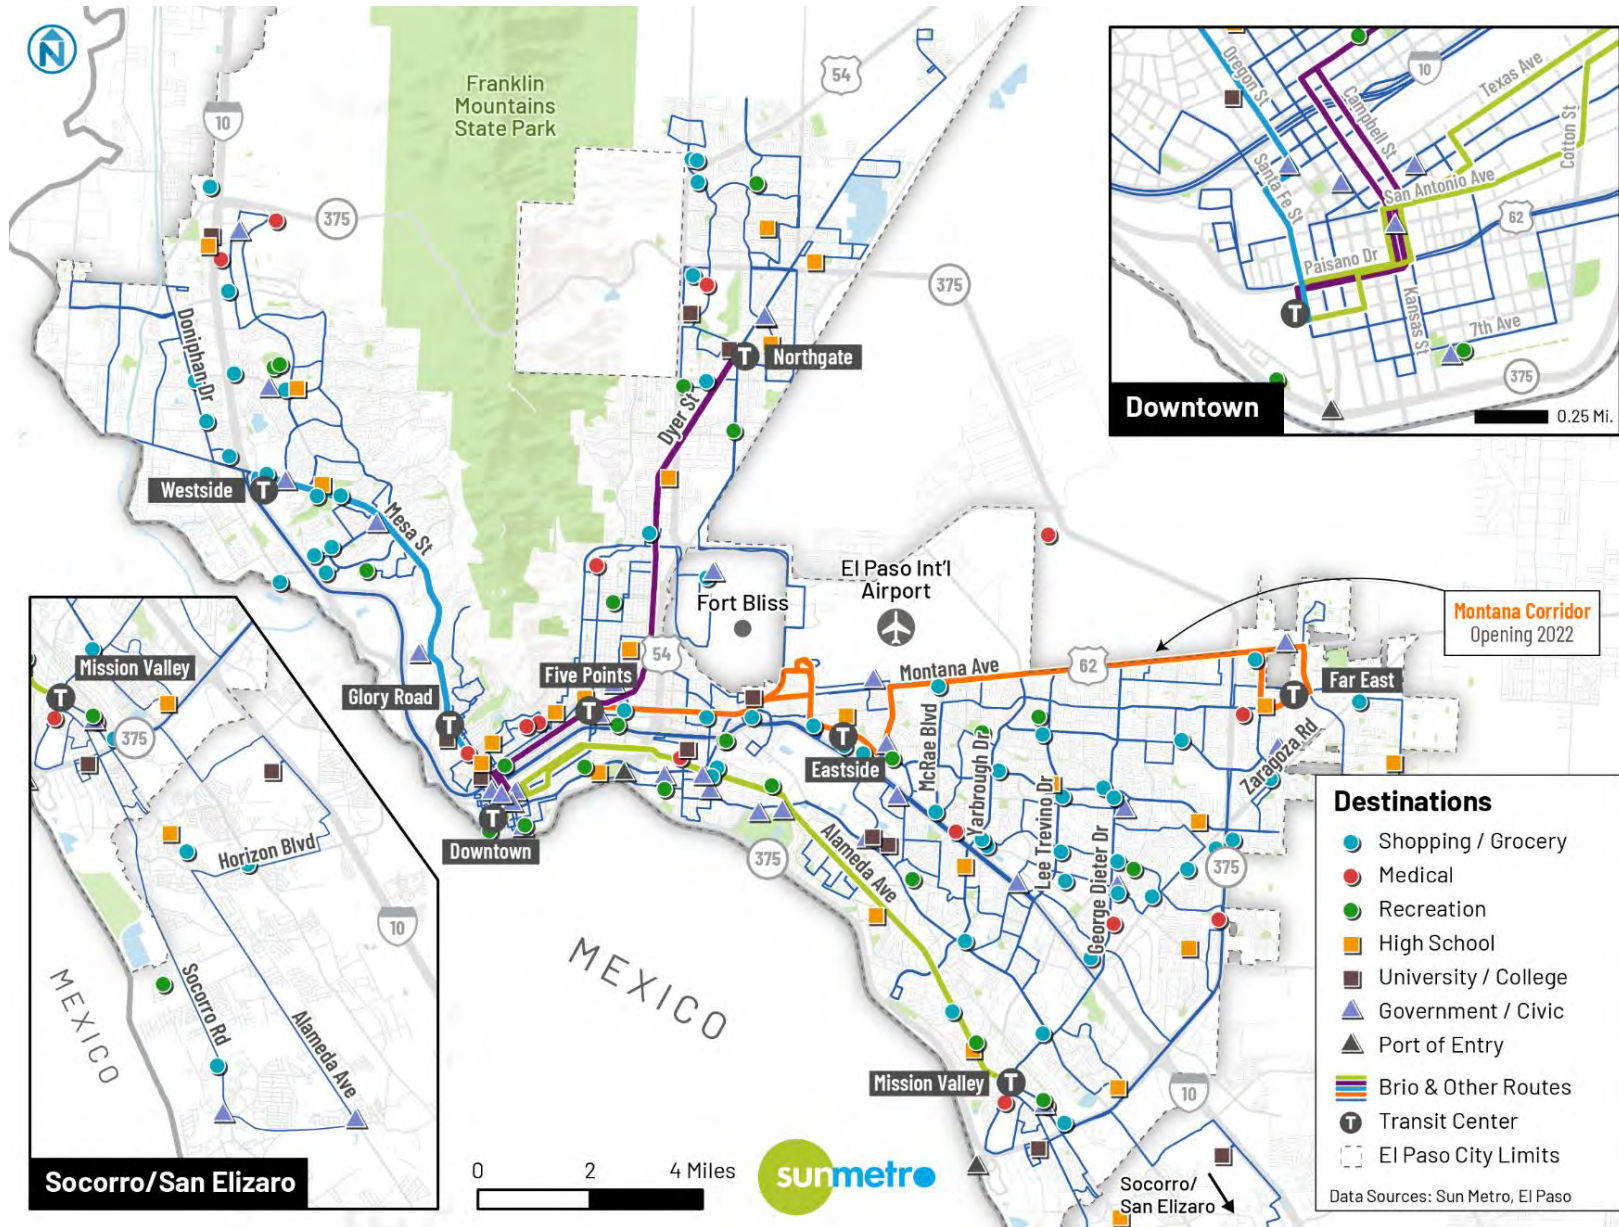 N
Franklin
Mountains
State Park
54
10
375
375
Doniphan Dr
Northgate
Dyer St
Westside
Mesa St
El Paso Int'l
Airport
Fort Bliss
Montana Corridor
Opening 2022
54
Five Points
Montana Ave
62
Far East
Glory Road
McRae Blvd
Eastside
Yarbrough Dr
Zaragoza Rd
Lee Trevino Dr
George Dieter Dr
Downtown
375
Alameda Ave
375
MEXICO
Mission Valley
10
Socorro/
San Elizaro
T
T
T
T
T
T
T
T
Oregon St
10
Texas Ave
Campbell St
Cotton St
Santa Fe St
San Antonio Ave
62
Paisano Dr
T
Kansas St
7th Ave
375
Downtown
0.25 Mi.
Mission Valley
T
375
Horizon Blvd
10
MEXICO
Socorro Rd
Alameda Ave
Socorro/San Elizaro
0 2 4 Miles
sunmetro
Destinations
Shopping / Grocery
Medical
Recreation
High School
University / College
Government / Civic
Port of Entry
Brio & Other Routes
T Transit Center
El Paso City Limits
Data Sources: Sun Metro, El Paso